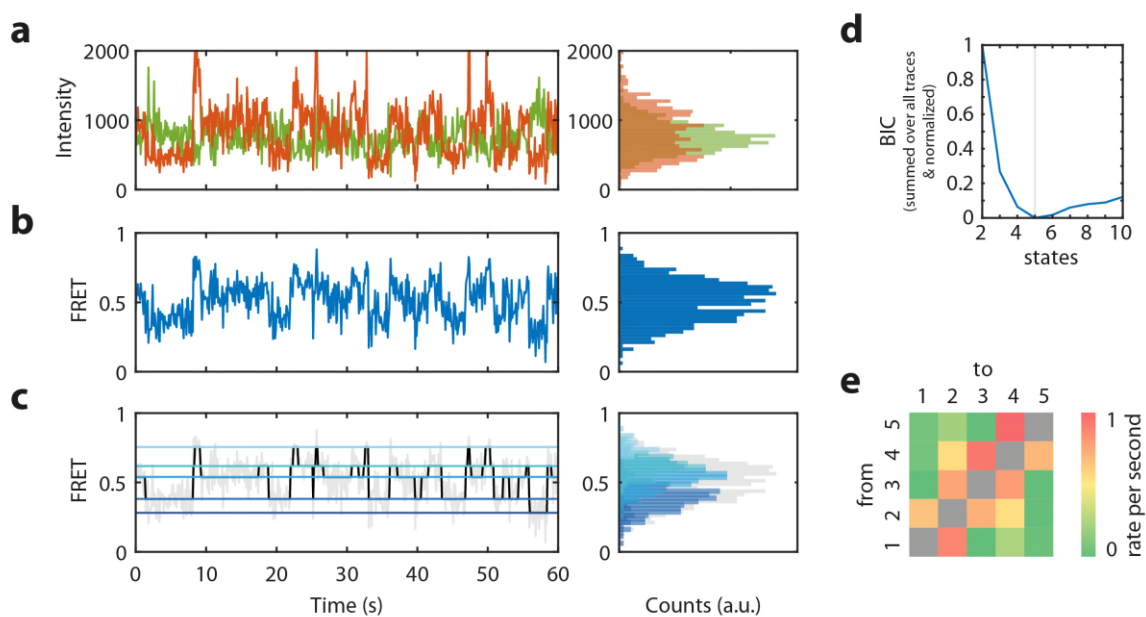 a
2000
1000
0
Intensity
2000
1000
0
b
1
0.5
0
FRET
1
0.5
0
c
1
0.5
0
FRET
0 10 20 30 40 50 60
Time (s)
1
0.5
0
Counts (a.u.)
d
1
0.8
0.6
0.4
0.2
0
BIC
(summed over all traces
& normalized)
2 4 6 8 10
states
e
to
1 2 3 4 5
5
4
3
2
1
from
1
0
rate per second